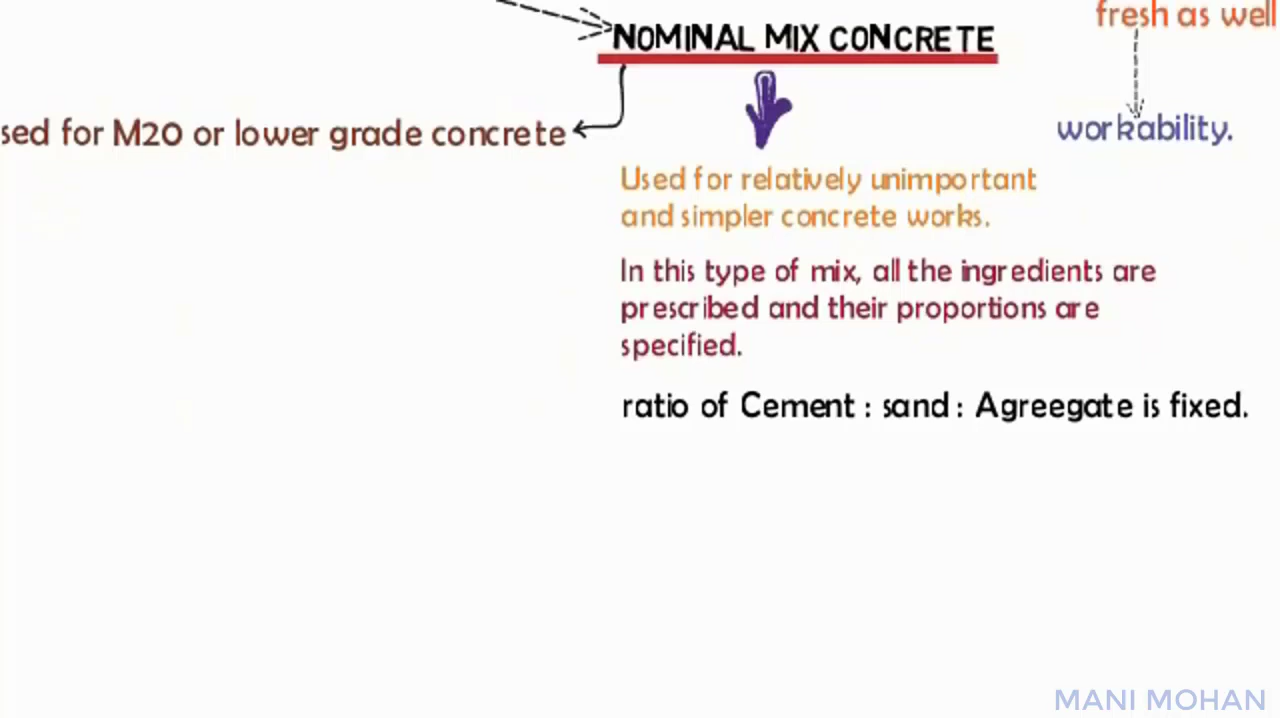 fresh as well
NOMINAL MIX CONCRETE
sed for M20 or lower grade concrete
workability.
Used for relatively unimportant
and simpler concrete works.
In this type of mix, all the ingredients are
prescribed and their proportions are
specified.
ratio of Cement : sand : Agreegate is fixed.
MANI MOHAN